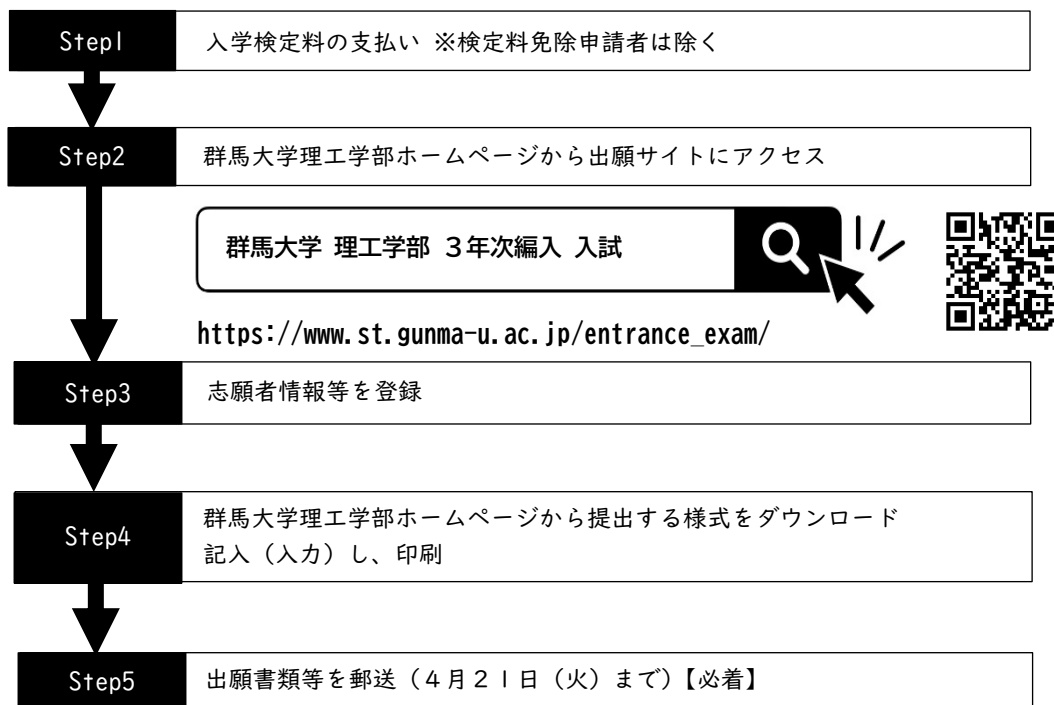 Step1 入学検定料の支払い ※検定料免除申請者は除く
Step2 群馬大学理工学部ホームページから出願サイトにアクセス
群馬大学 理工学部 3年次編入 入試
https://www.st.gunma-u.ac.jp/entrance_exam/
Step3 志願者情報等を登録
Step4 群馬大学理工学部ホームページから提出する様式をダウンロード
記入（入力）し、印刷
Step5 出願書類等を郵送（4月21日（火）まで）【必着】